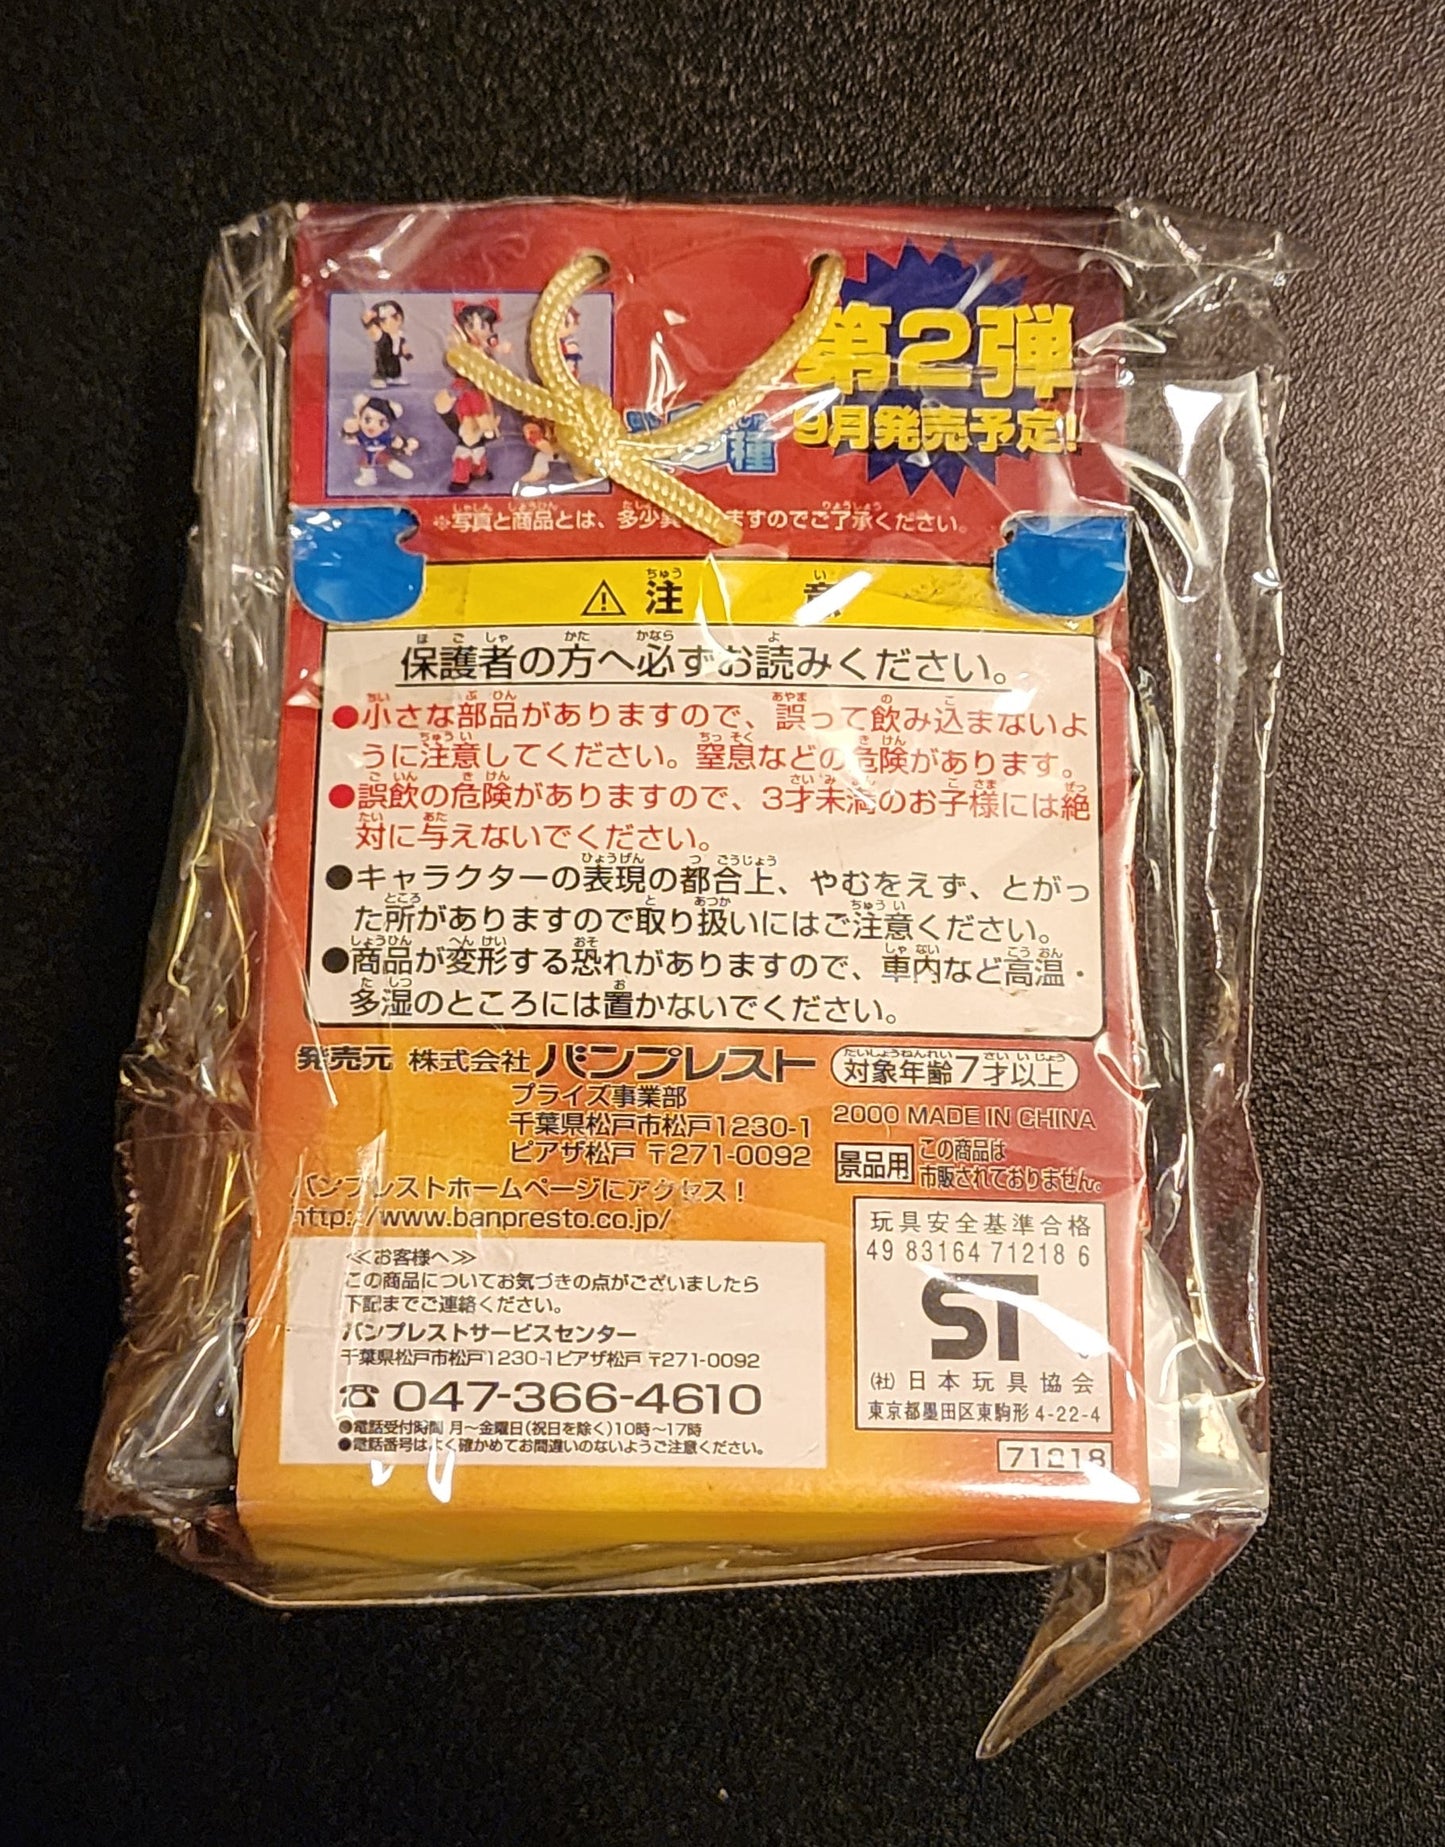 第2弾
9月発売予定!
種
※写真と商品とは、多少異 ますのでご了承ください。
⚠注意
保護者の方へ必ずお読みください。
●小さな部品がありますので、誤って飲み込まないよ
うに注意してください。窒息などの危険があります。
●誤飲の危険がありますので、3才未満のお子様には絶
対に与えないでください。
●キャラクターの表現の都合上、やむをえず、とがっ
た所がありますので取り扱いにはご注意ください。
●商品が変形する恐れがありますので、車内など高温・
多湿のところには置かないでください。
発売元 株式会社バンプレスト
プライズ事業部
千葉県松戸市松戸1230-1
ピアザ松戸 〒271-0092
バンプレストホームページにアクセス!
http://www.banpresto.co.jp/
対象年齢7才以上
2000 MADE IN CHINA
景品用 この商品は
市販されておりません。
≪お客様へ≫
この商品についてお気づきの点がございましたら
下記までご連絡ください。
バンプレストサービスセンター
千葉県松戸市松戸1230-1ピアザ松戸 〒271-0092
☎047-366-4610
●電話受付時間 月〜金曜日(祝日を除く)10時〜17時
●電話番号はよく確かめてお間違いのないようご注意ください。
玩具安全基準合格
49 83164 71218 6
ST
(社)日本玩具協会
東京都墨田区東駒形4-22-4
71218